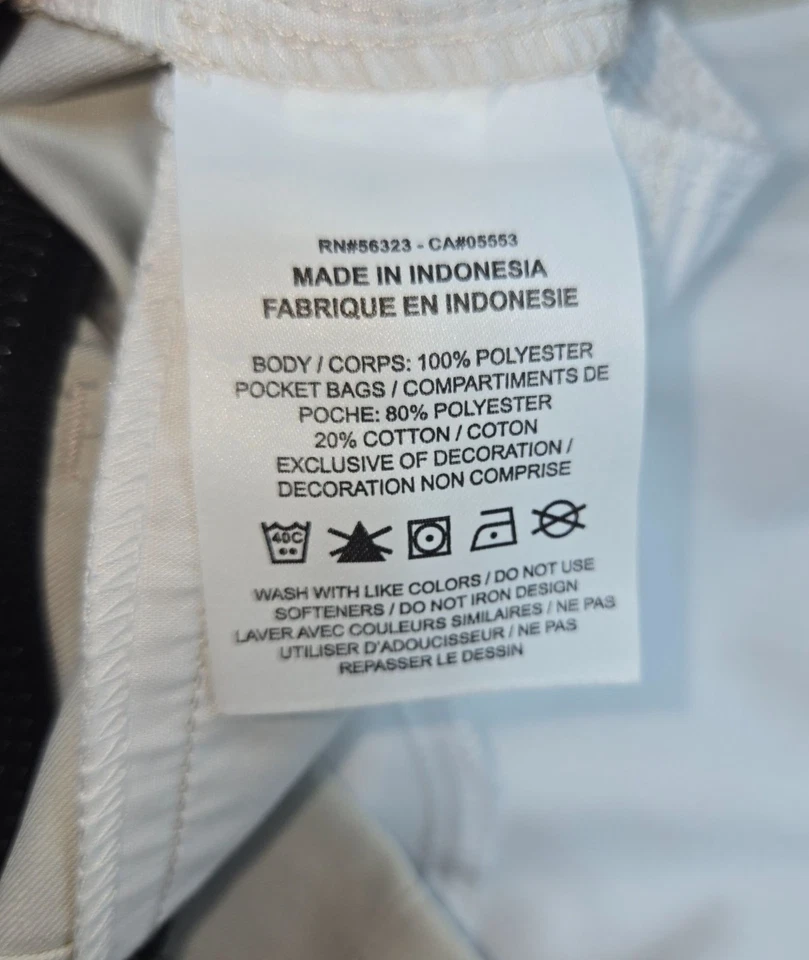 RN#56323 - CA#05553
MADE IN INDONESIA
FABRIQUE EN INDONESIE
BODY / CORPS: 100% POLYESTER
POCKET BAGS / COMPARTIMENTS DE
POCHE: 80% POLYESTER
20% COTTON / COTON
EXCLUSIVE OF DECORATION /
DECORATION NON COMPRISE
40C
WASH WITH LIKE COLORS / DO NOT USE
SOFTENERS / DO NOT IRON DESIGN
LAVER AVEC COULEURS SIMILAIRES / NE PAS
UTILISER D'ADOUCISSEUR / NE PAS
REPASSER LE DESSIN